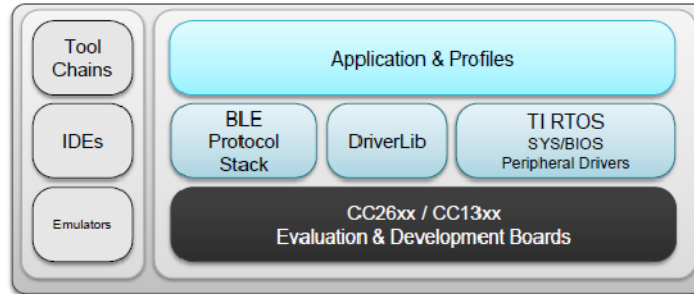 Tool
Chains
IDEs
Emulators
Application & Profiles
BLE
Protocol
Stack
DriverLib
TI RTOS
SYS/BIOS
Peripheral Drivers
CC26xx / CC13xx
Evaluation & Development Boards